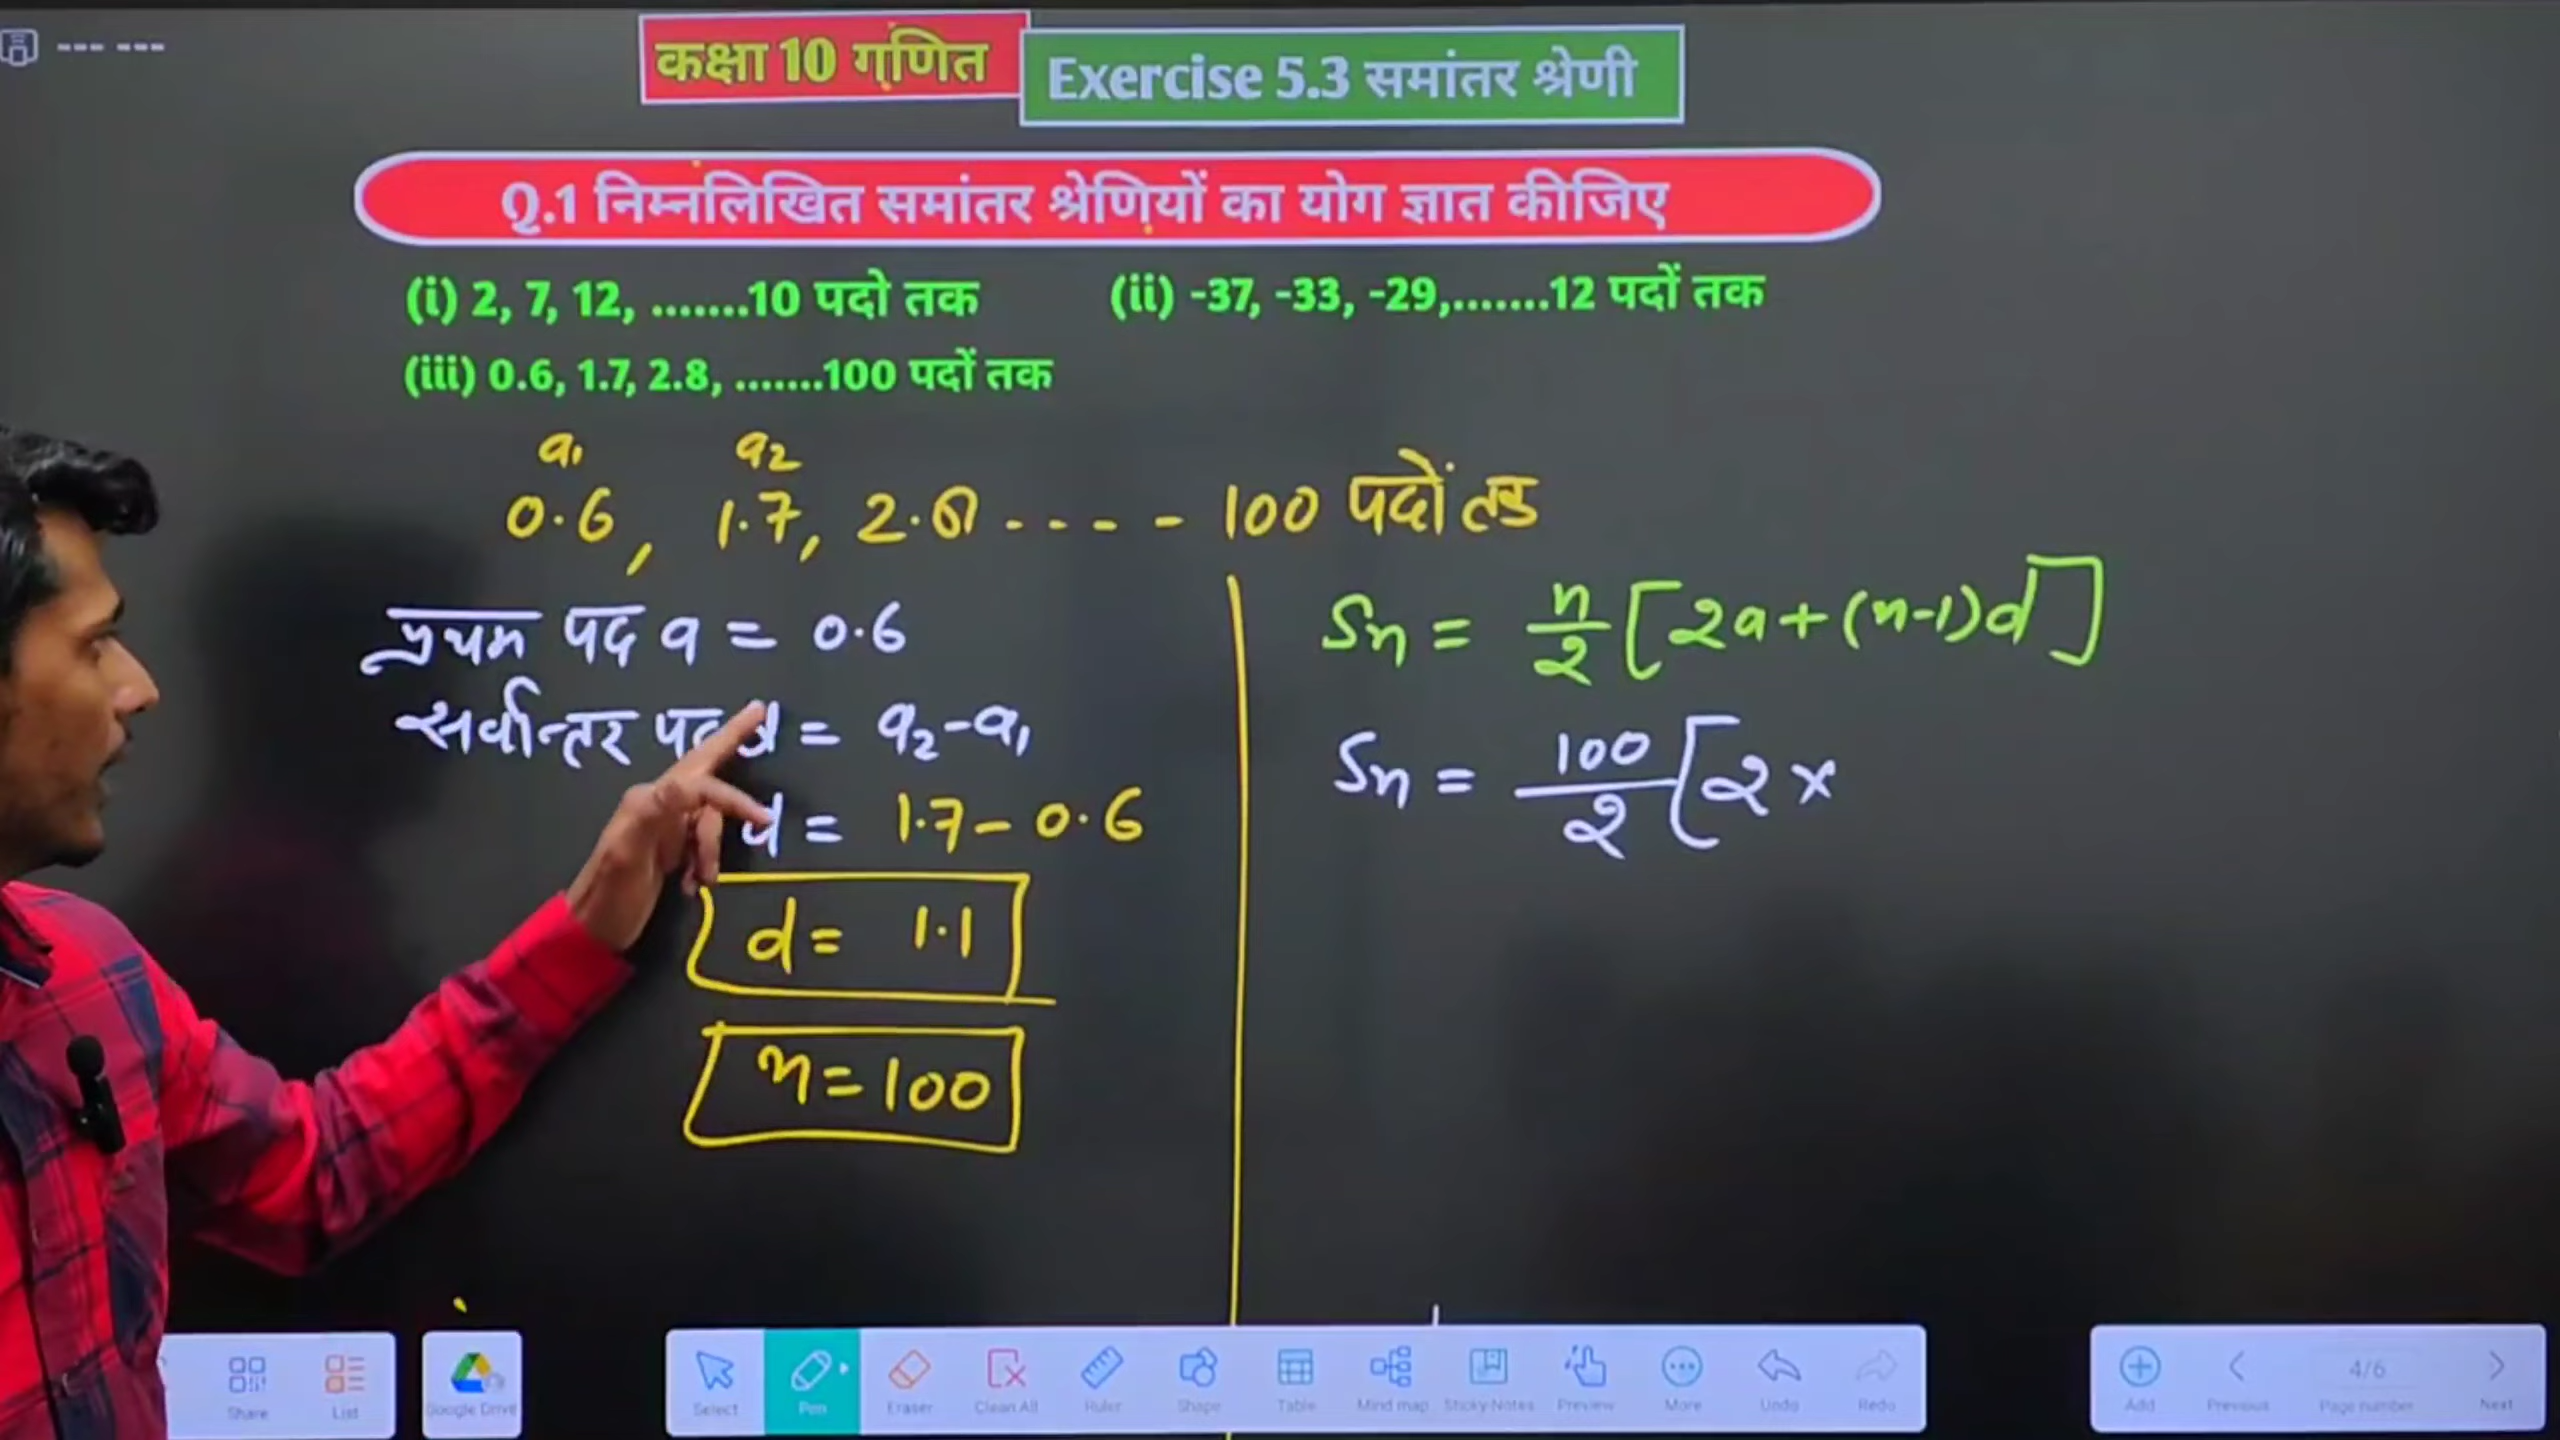 कक्षा 10 गणित
Exercise 5.3 समांतर श्रेणी
Q.1 निम्नलिखित समांतर श्रेणियों का योग ज्ञात कीजिए
(i) 2, 7, 12, .......10 पदो तक
(ii) -37, -33, -29,.......12 पदों तक
(iii) 0.6, 1.7, 2.8, .......100 पदों तक
a₁ a₂
0.6, 1.7, 2.8 - - - - 100 पदों तक
प्रथम पद a = 0.6
सर्वान्तर पद d = a₂-a₁
d = 1.7-0.6
d = 1.1
n=100
Sn = n/2 [2a+(n-1)d]
Sn = 100/2 [2×
Share
List
Google Drive
Select
Pen
Eraser
Clean All
Ruler
Shape
Table
Mind map
Sticky Notes
Preview
More
Undo
Redo
Add
Previous
4/6
Page number
Next